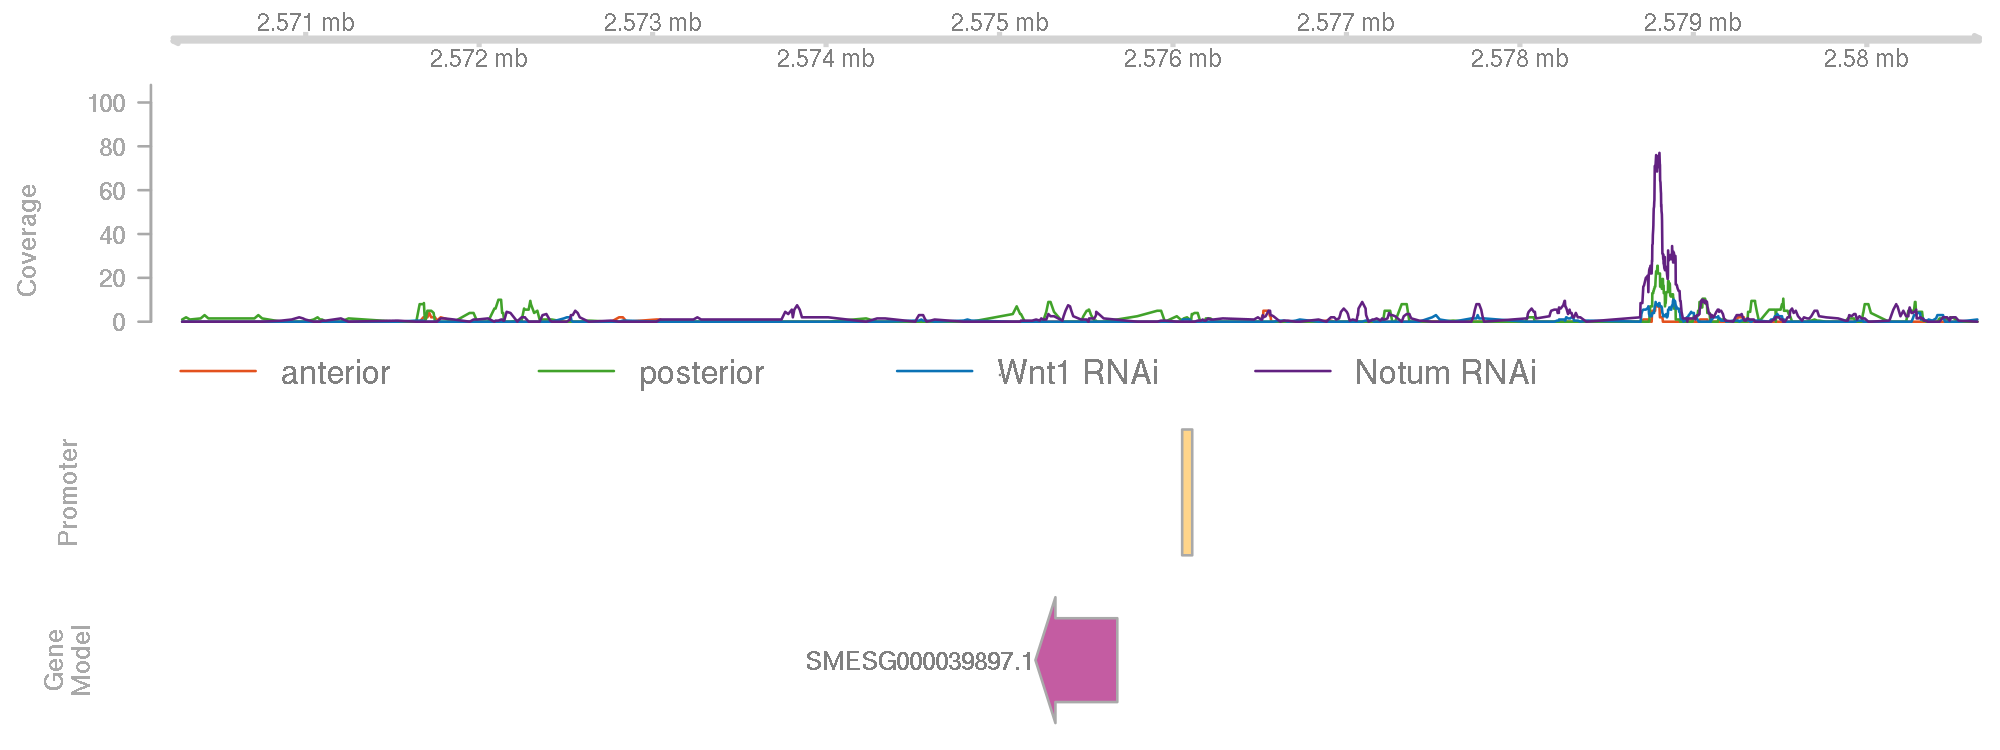 2.571 mb 2.573 mb 2.575 mb 2.577 mb 2.579 mb
2.572 mb 2.574 mb 2.576 mb 2.578 mb 2.58 mb
100
80
60
40
20
0
Coverage
anterior posterior Wnt1 RNAi Notum RNAi
Promoter
Gene
Model
SMESG000039897.1